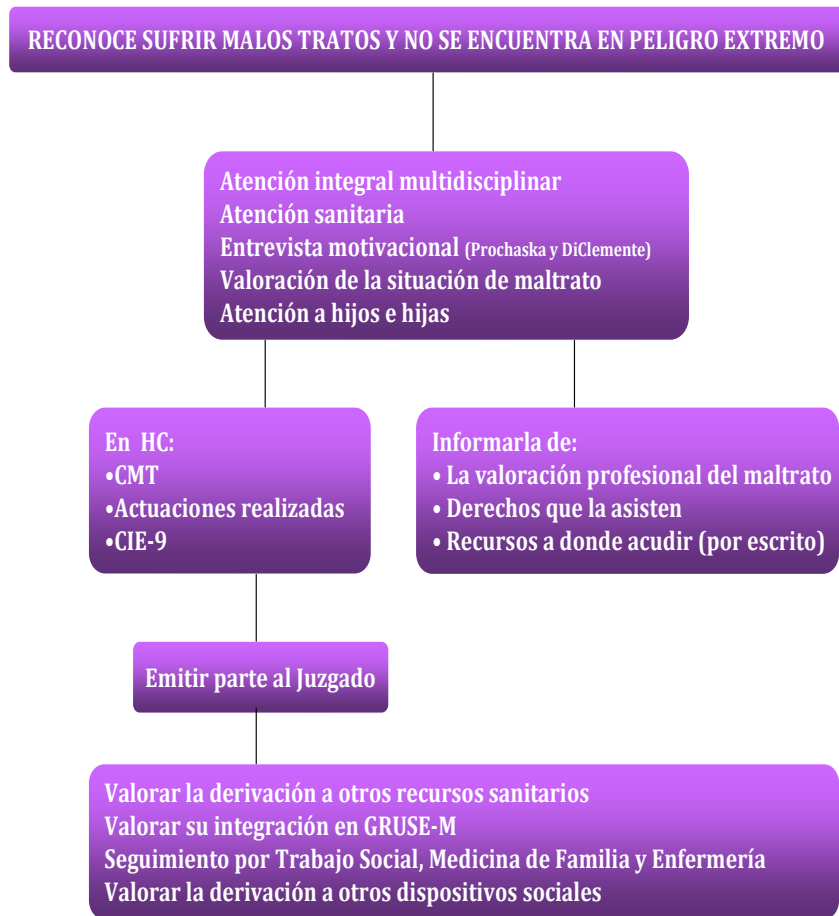 RECONOCE SUFRIR MALOS TRATOS Y NO SE ENCUENTRA EN PELIGRO EXTREMO
Atención integral multidisciplinar
Atención sanitaria
Entrevista motivacional (Prochaska y DiClemente)
Valoración de la situación de maltrato
Atención a hijos e hijas
En HC:
•CMT
•Actuaciones realizadas
•CIE-9
Informarla de:
• La valoración profesional del maltrato
• Derechos que la asisten
• Recursos a donde acudir (por escrito)
Emitir parte al Juzgado
Valorar la derivación a otros recursos sanitarios
Valorar su integración en GRUSE-M
Seguimiento por Trabajo Social, Medicina de Familia y Enfermería
Valorar la derivación a otros dispositivos sociales